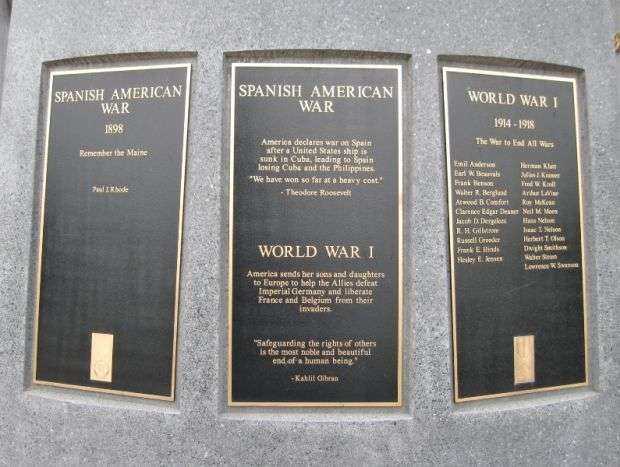 SPANISH AMERICAN
WAR
1898
Remember the Maine
Paul J. Rhode
SPANISH AMERICAN
WAR
America declares war on Spain
after a United States ship is
sunk in Cuba, leading to Spain
losing Cuba and the Philippines.
"We have won so far at a heavy cost."
- Theodore Roosevelt
WORLD WAR I
America sends her sons and daughters
to Europe to help the Allies defeat
Imperial Germany and liberate
France and Belgium from their
invaders.
"Safeguarding the rights of others
is the most noble and beautiful
end of a human being."
- Kahlil Gibran
WORLD WAR I
1914 - 1918
The War to End All Wars
Emil Anderson
Earl W. Beauvais
Frank Benson
Walter R. Berglund
Atwood B. Comfort
Clarence Edgar Deaner
Jacob D.
R. H. Gillstrom
Russell Greeder
Frank E. Hinds
Hesley E. Jensen
Herman Klatt
Julius J. Kramer
Fred W. Kroll
Arthur LaVine
Roy McKean
Neil M. Moore
Hans Nelson
Isaac T. Nelson
Herbert T. Olson
Dwight Smithson
Walter Simon
Lawrence W. Swanson